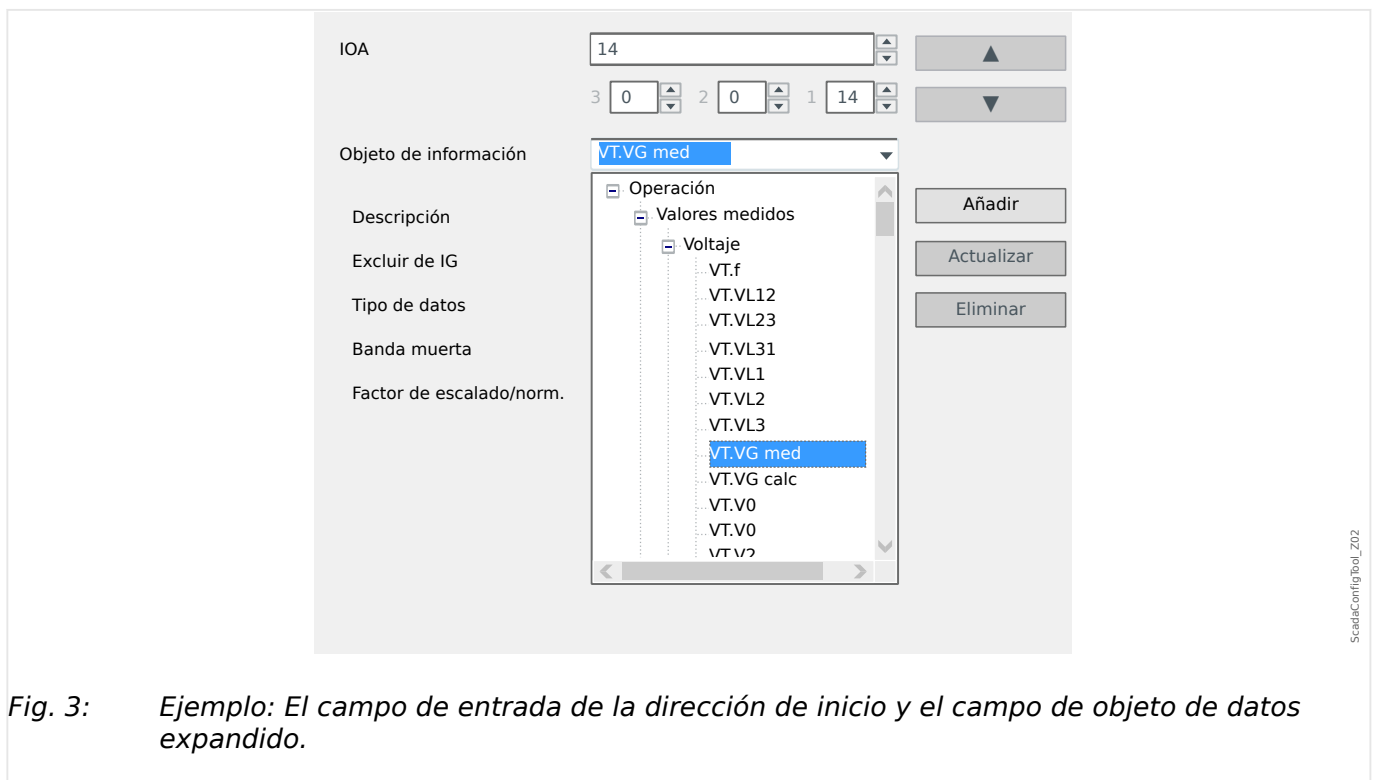 IOA
14
3 0 2 0 1 14
Objeto de información
VT.VG med
Operación
Valores medidos
Voltaje
VT.f
VT.VL12
VT.VL23
VT.VL31
VT.VL1
VT.VL2
VT.VL3
VT.VG med
VT.VG calc
VT.V0
VT.V0
VT.V2
Descripción
Excluir de IG
Tipo de datos
Banda muerta
Factor de escalado/norm.
Añadir
Actualizar
Eliminar
ScadaConfigTool_Z02
Fig. 3: Ejemplo: El campo de entrada de la dirección de inicio y el campo de objeto de datos
expandido.